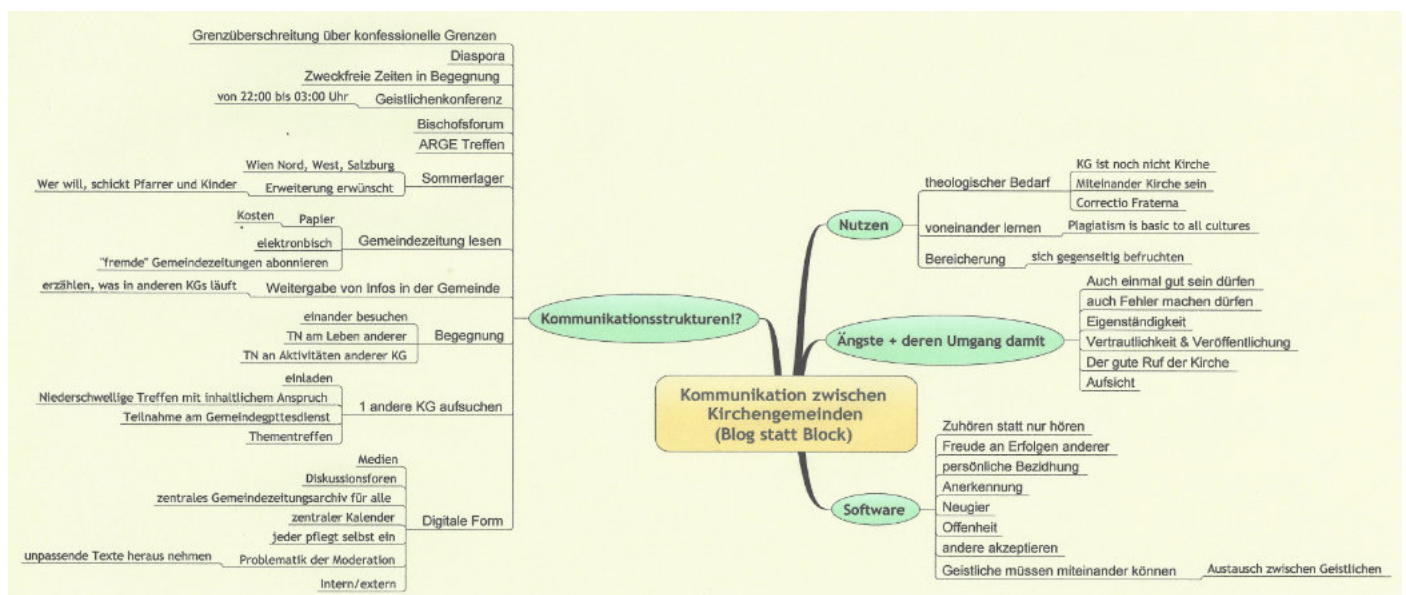 Kommunikation zwischen
Kirchengemeinden
(Blog statt Block)
Kommunikationsstrukturen!?
Grenzüberschreitung über konfessionelle Grenzen
Diaspora
Zweckfreie Zeiten in Begegnung
Geistlichenkonferenz
von 22:00 bis 03:00 Uhr
Bischofsforum
ARGE Treffen
Sommerlager
Wien Nord, West, Salzburg
Erweiterung erwünscht
Wer will, schickt Pfarrer und Kinder
Gemeindezeitung lesen
Papier
Kosten
elektronbisch
"fremde" Gemeindezeitungen abonnieren
Weitergabe von Infos in der Gemeinde
erzählen, was in anderen KGs läuft
Begegnung
einander besuchen
TN am Leben anderer
TN an Aktivitäten anderer KG
1 andere KG aufsuchen
einladen
Niederschwellige Treffen mit inhaltlichem Anspruch
Teilnahme am Gemeindegpttesdienst
Thementreffen
Digitale Form
Medien
Diskussionsforen
zentrales Gemeindezeitungsarchiv für alle
zentraler Kalender
jeder pflegt selbst ein
Problematik der Moderation
unpassende Texte heraus nehmen
Intern/extern
Nutzen
theologischer Bedarf
KG ist noch nicht Kirche
Miteinander Kirche sein
Correctio Fraterna
voneinander lernen
Plagiatism is basic to all cultures
Bereicherung
sich gegenseitig befruchten
Ängste + deren Umgang damit
Auch einmal gut sein dürfen
auch Fehler machen dürfen
Eigenständigkeit
Vertrautlichkeit & Veröffentlichung
Der gute Ruf der Kirche
Aufsicht
Software
Zuhören statt nur hören
Freude an Erfolgen anderer
persönliche Bezidhung
Anerkennung
Neugier
Offenheit
andere akzeptieren
Geistliche müssen miteinander können
Austausch zwischen Geistlichen